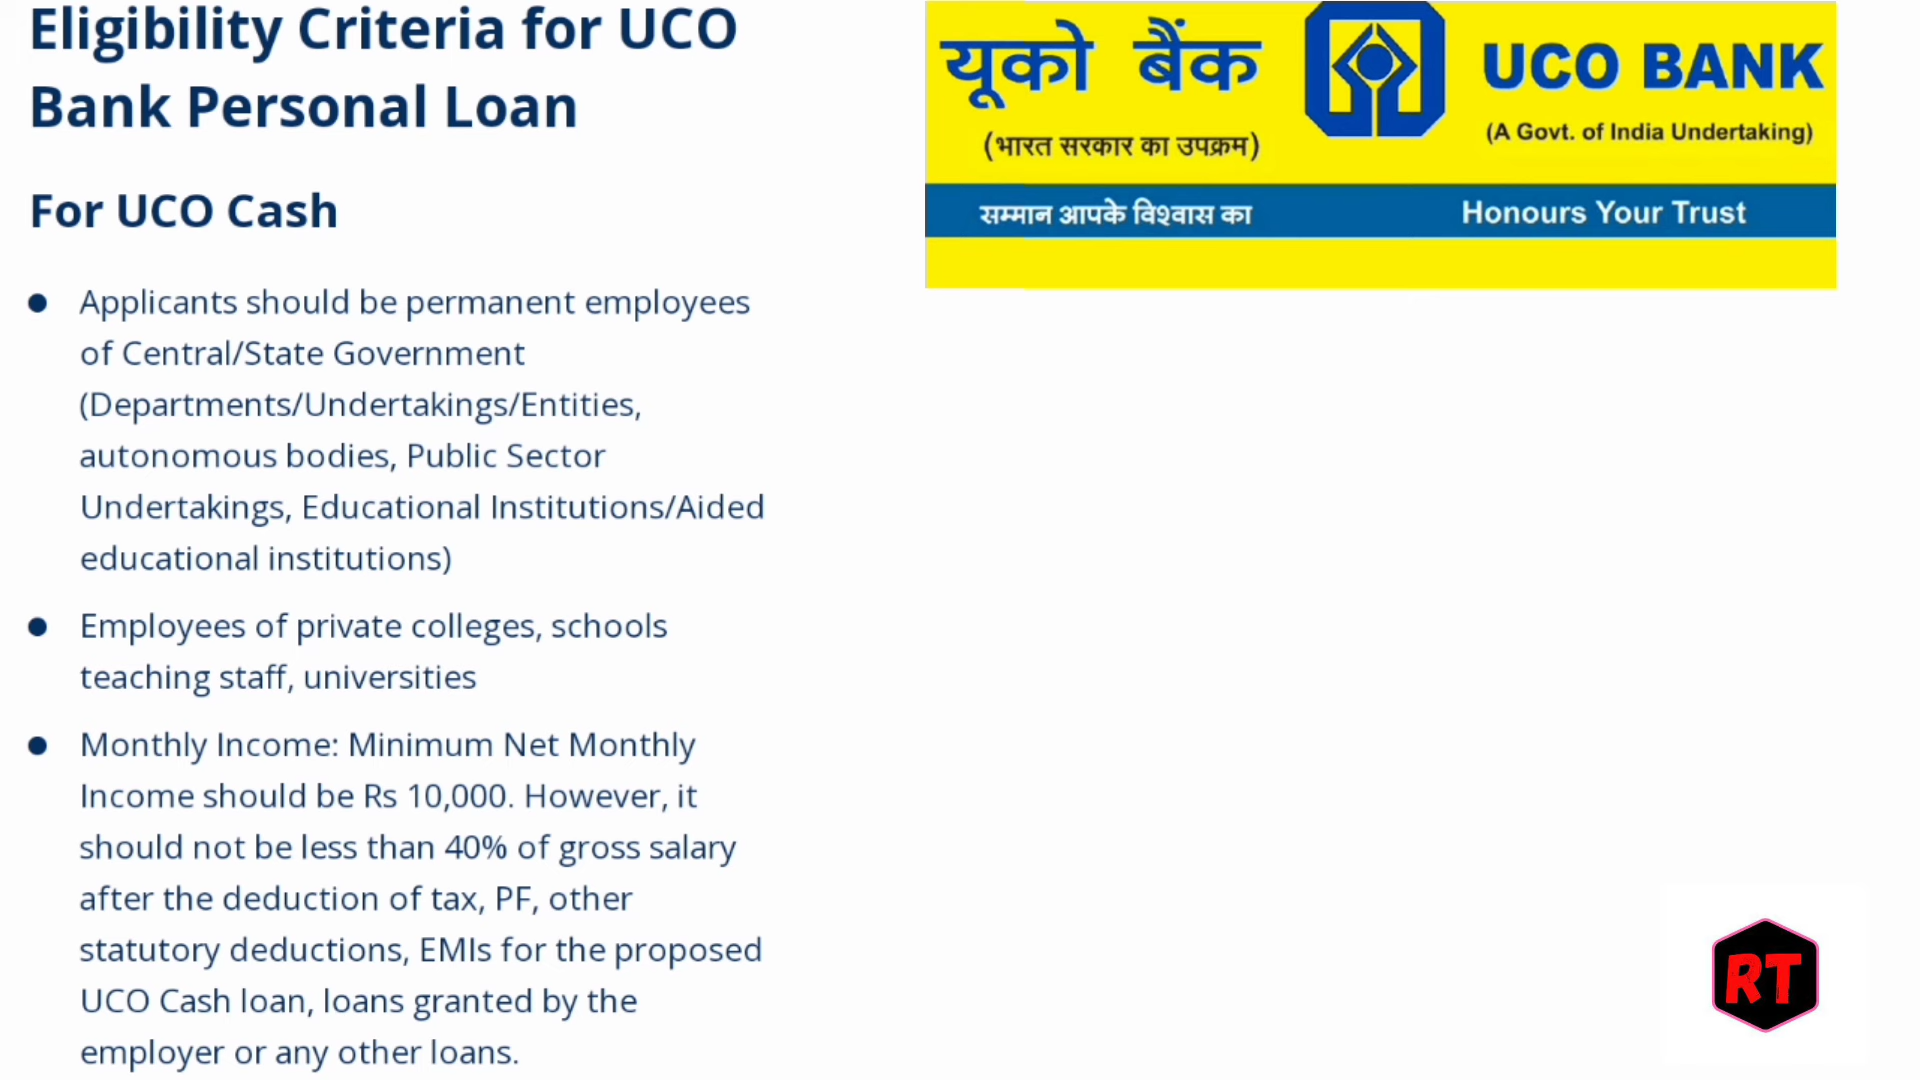 Eligibility Criteria for UCO
Bank Personal Loan
For UCO Cash
Applicants should be permanent employees
of Central/State Government
(Departments/Undertakings/Entities,
autonomous bodies, Public Sector
Undertakings, Educational Institutions/Aided
educational institutions)
Employees of private colleges, schools
teaching staff, universities
Monthly Income: Minimum Net Monthly
Income should be Rs 10,000. However, it
should not be less than 40% of gross salary
after the deduction of tax, PF, other
statutory deductions, EMIs for the proposed
UCO Cash loan, loans granted by the
employer or any other loans.
यूको बैंक UCO BANK
(भारत सरकार का उपक्रम) (A Govt. of India Undertaking)
सम्मान आपके विश्वास का Honours Your Trust
RT